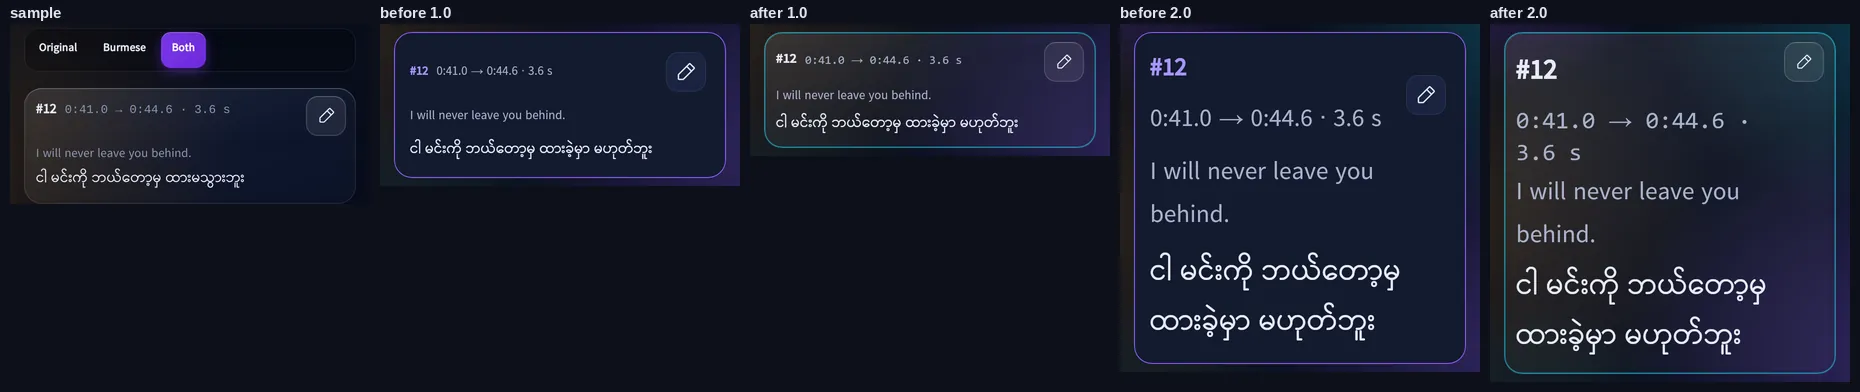 sample
Original Burmese Both
#12 0:41.0 → 0:44.6 · 3.6 s
I will never leave you behind.
ငါ မင်းကို ဘယ်တော့မှ ထားမသွားဘူး
before 1.0
#12 0:41.0 → 0:44.6 · 3.6 s
I will never leave you behind.
ငါ မင်းကို ဘယ်တော့မှ ထားခဲ့မှာ မဟုတ်ဘူး
after 1.0
#12 0:41.0 → 0:44.6 · 3.6 s
I will never leave you behind.
ငါ မင်းကို ဘယ်တော့မှ ထားခဲ့မှာ မဟုတ်ဘူး
before 2.0
#12
0:41.0 → 0:44.6 · 3.6 s
I will never leave you
behind.
ငါ မင်းကို ဘယ်တော့မှ
ထားခဲ့မှာ မဟုတ်ဘူး
after 2.0
#12
0:41.0 → 0:44.6 ·
3.6 s
I will never leave you
behind.
ငါ မင်းကို ဘယ်တော့မှ
ထားခဲ့မှာ မဟုတ်ဘူး